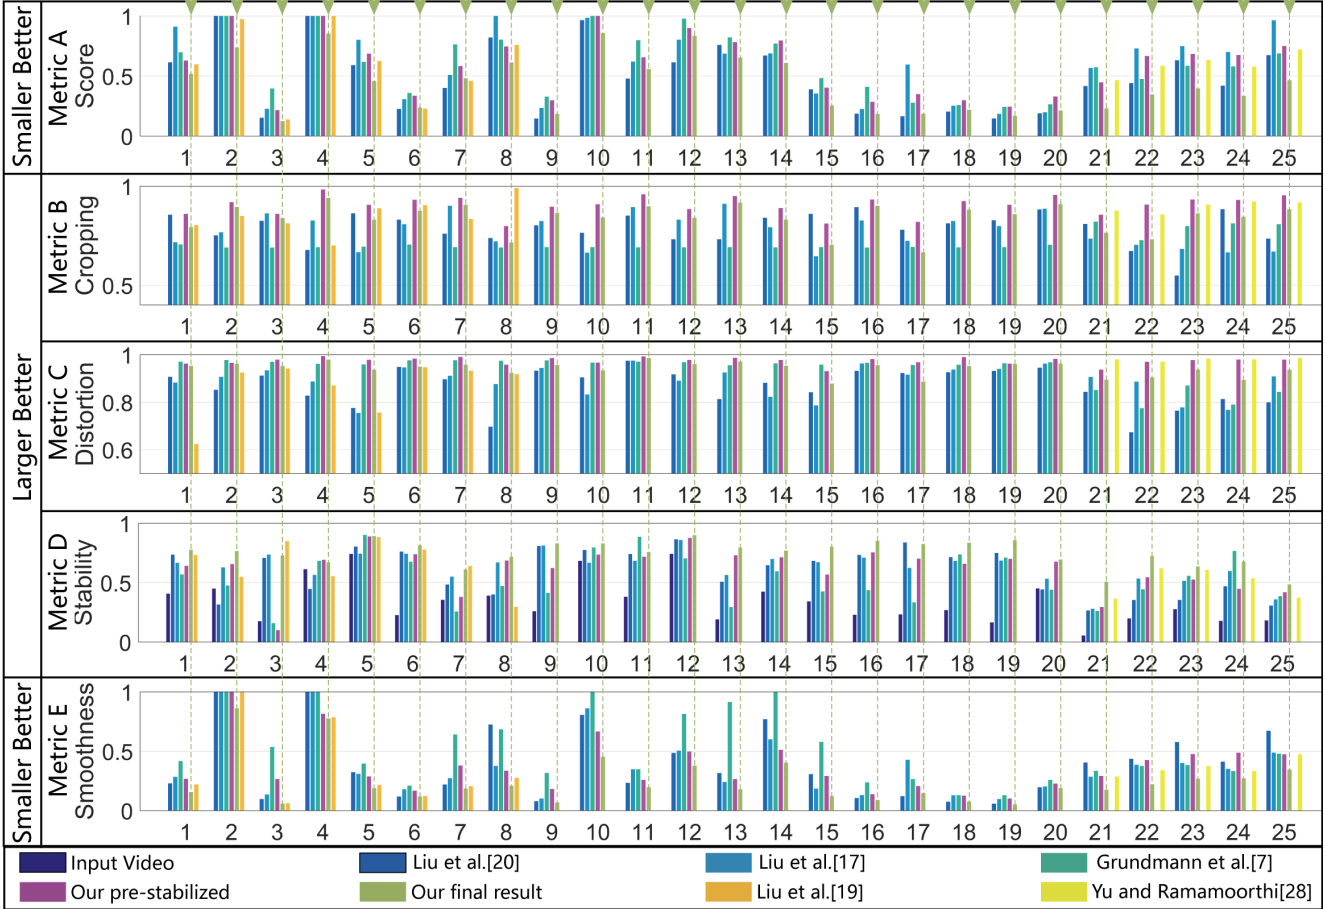 Smaller Better
Metric A
Score
1
0.5
0
1 2 3 4 5 6 7 8 9 10 11 12 13 14 15 16 17 18 19 20 21 22 23 24 25
Larger Better
Metric B
Cropping
1
0.5
1 2 3 4 5 6 7 8 9 10 11 12 13 14 15 16 17 18 19 20 21 22 23 24 25
Metric C
Distortion
1
0.8
0.6
1 2 3 4 5 6 7 8 9 10 11 12 13 14 15 16 17 18 19 20 21 22 23 24 25
Metric D
Stability
1
0.5
0
1 2 3 4 5 6 7 8 9 10 11 12 13 14 15 16 17 18 19 20 21 22 23 24 25
Smaller Better
Metric E
Smoothness
1
0.5
0
1 2 3 4 5 6 7 8 9 10 11 12 13 14 15 16 17 18 19 20 21 22 23 24 25
Input Video Liu et al.[20] Liu et al.[17] Grundmann et al.[7]
Our pre-stabilized Our final result Liu et al.[19] Yu and Ramamoorthi[28]